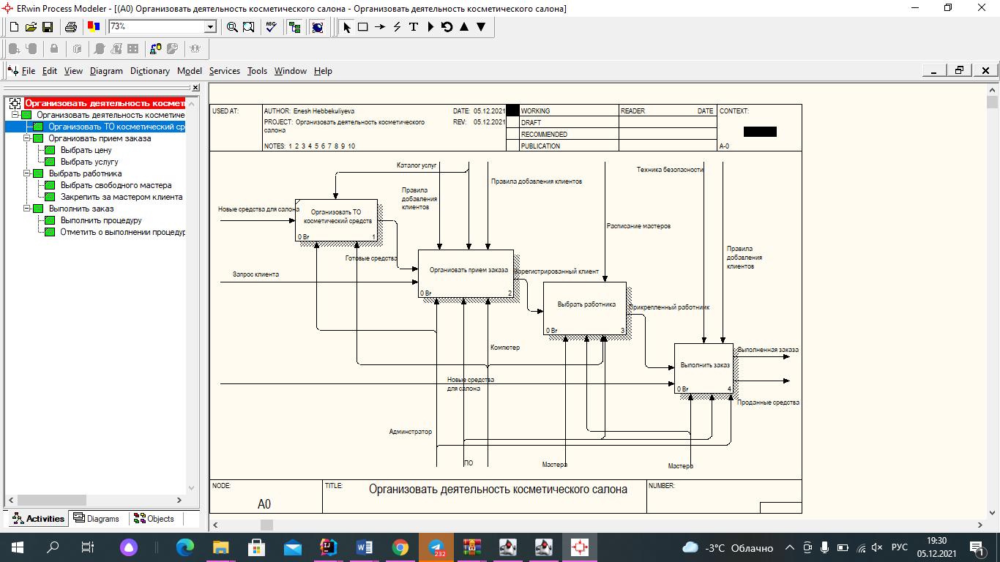 ERwin Process Modeler - [(A0) Организовать деятельность косметического салона - Организовать деятельность косметического салона]
73%
ABC
File Edit View Diagram Dictionary Model Services Tools Window Help
Организовать деятельность космет
Организовать деятельность косметиче
Организовать ТО косметический ср
Органиовать прием заказа
Выбрать цену
Выбрать услугу
Выбрать работника
Выбрать свободного мастера
Закрепить за мастером клиента
Выполнить заказ
Выполнить процедуру
Отметить о выполнении процедур
Activities Diagrams Objects
USED AT:
AUTHOR: Enesh Hebbekuliyeva
DATE: 05.12.2021
PROJECT: Организовать деятельность косметического
салона
REV: 05.12.2021
NOTES: 1 2 3 4 5 6 7 8 9 10
WORKING
DRAFT
RECOMMENDED
PUBLICATION
READER DATE
CONTEXT:
A-0
Каталог услуг
Правила добавления клиентов
Техника безопасности
Правила
добавления
клиентов
Новые средства для салона
Организовать ТО
косметический средств
0 Br 1
Расписание мастеров
Правила
добавления
клиентов
Готовые средства
Запрос клиента
Органиовать прием заказа
0 Br 2
Зарегистрированный клиент
Выбрать работника
0 Br 3
Прикрепленный работник
Компютер
Выполненная заказа
Выполнить заказ
0 Br 4
Новые средства
для салона
Проданные средства
Админстратор
ПО
Мастера
Мастера
NODE:
A0
TITLE:
Организовать деятельность косметического салона
NUMBER:
232
-3°C Облачно
РУС
19:30
05.12.2021
1